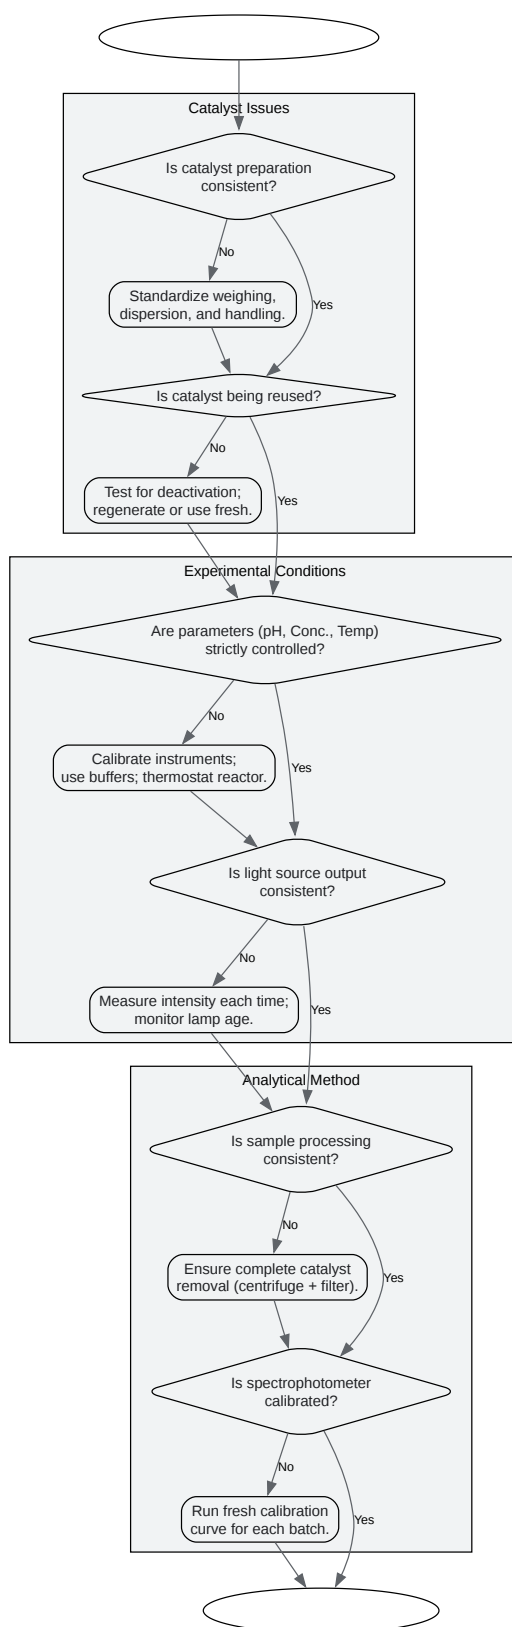 Catalyst Issues
Is catalyst preparation
consistent?
No
Yes
Standardize weighing,
dispersion, and handling.
Is catalyst being reused?
No
Yes
Test for deactivation;
regenerate or use fresh.
Experimental Conditions
Are parameters (pH, Conc., Temp)
strictly controlled?
No
Yes
Calibrate instruments;
use buffers; thermostat reactor.
Is light source output
consistent?
No
Yes
Measure intensity each time;
monitor lamp age.
Analytical Method
Is sample processing
consistent?
No
Yes
Ensure complete catalyst
removal (centrifuge + filter).
Is spectrophotometer
calibrated?
No
Yes
Run fresh calibration
curve for each batch.